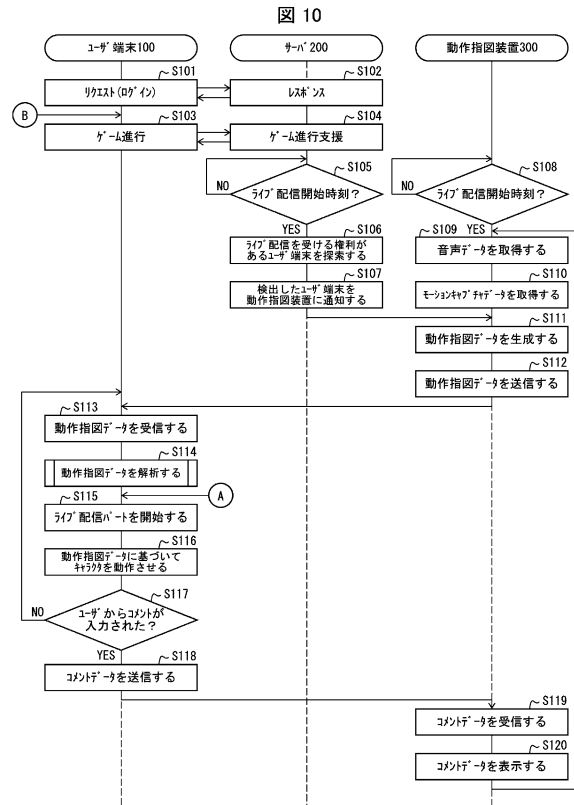 図 10
ﾕｰｻﾞ端末100
ｻｰﾊﾞ200
動作指図装置300
S101
ﾘｸｴｽﾄ(ﾛｸﾞｲﾝ)
S102
ﾚｽﾎﾟﾝｽ
B
S103
ｹﾞｰﾑ進行
S104
ｹﾞｰﾑ進行支援
S105
ﾗｲﾌﾞ配信開始時刻？
NO
YES
S108
ﾗｲﾌﾞ配信開始時刻？
NO
YES
S106
ﾗｲﾌﾞ配信を受ける権利が
あるﾕｰｻﾞ端末を探索する
S109
音声ﾃﾞｰﾀを取得する
S107
検出したﾕｰｻﾞ端末を
動作指図装置に通知する
S110
ﾓｰｼｮﾝｷｬﾌﾟﾁｬﾃﾞｰﾀを取得する
S111
動作指図ﾃﾞｰﾀを生成する
S112
動作指図ﾃﾞｰﾀを送信する
S113
動作指図ﾃﾞｰﾀを受信する
S114
動作指図ﾃﾞｰﾀを解析する
A
S115
ﾗｲﾌﾞ配信ﾊﾟｰﾄを開始する
S116
動作指図ﾃﾞｰﾀに基づいて
ｷｬﾗｸﾀを動作させる
S117
ﾕｰｻﾞからｺﾒﾝﾄが
入力された？
NO
YES
S118
ｺﾒﾝﾄﾃﾞｰﾀを送信する
S119
ｺﾒﾝﾄﾃﾞｰﾀを受信する
S120
ｺﾒﾝﾄﾃﾞｰﾀを表示する